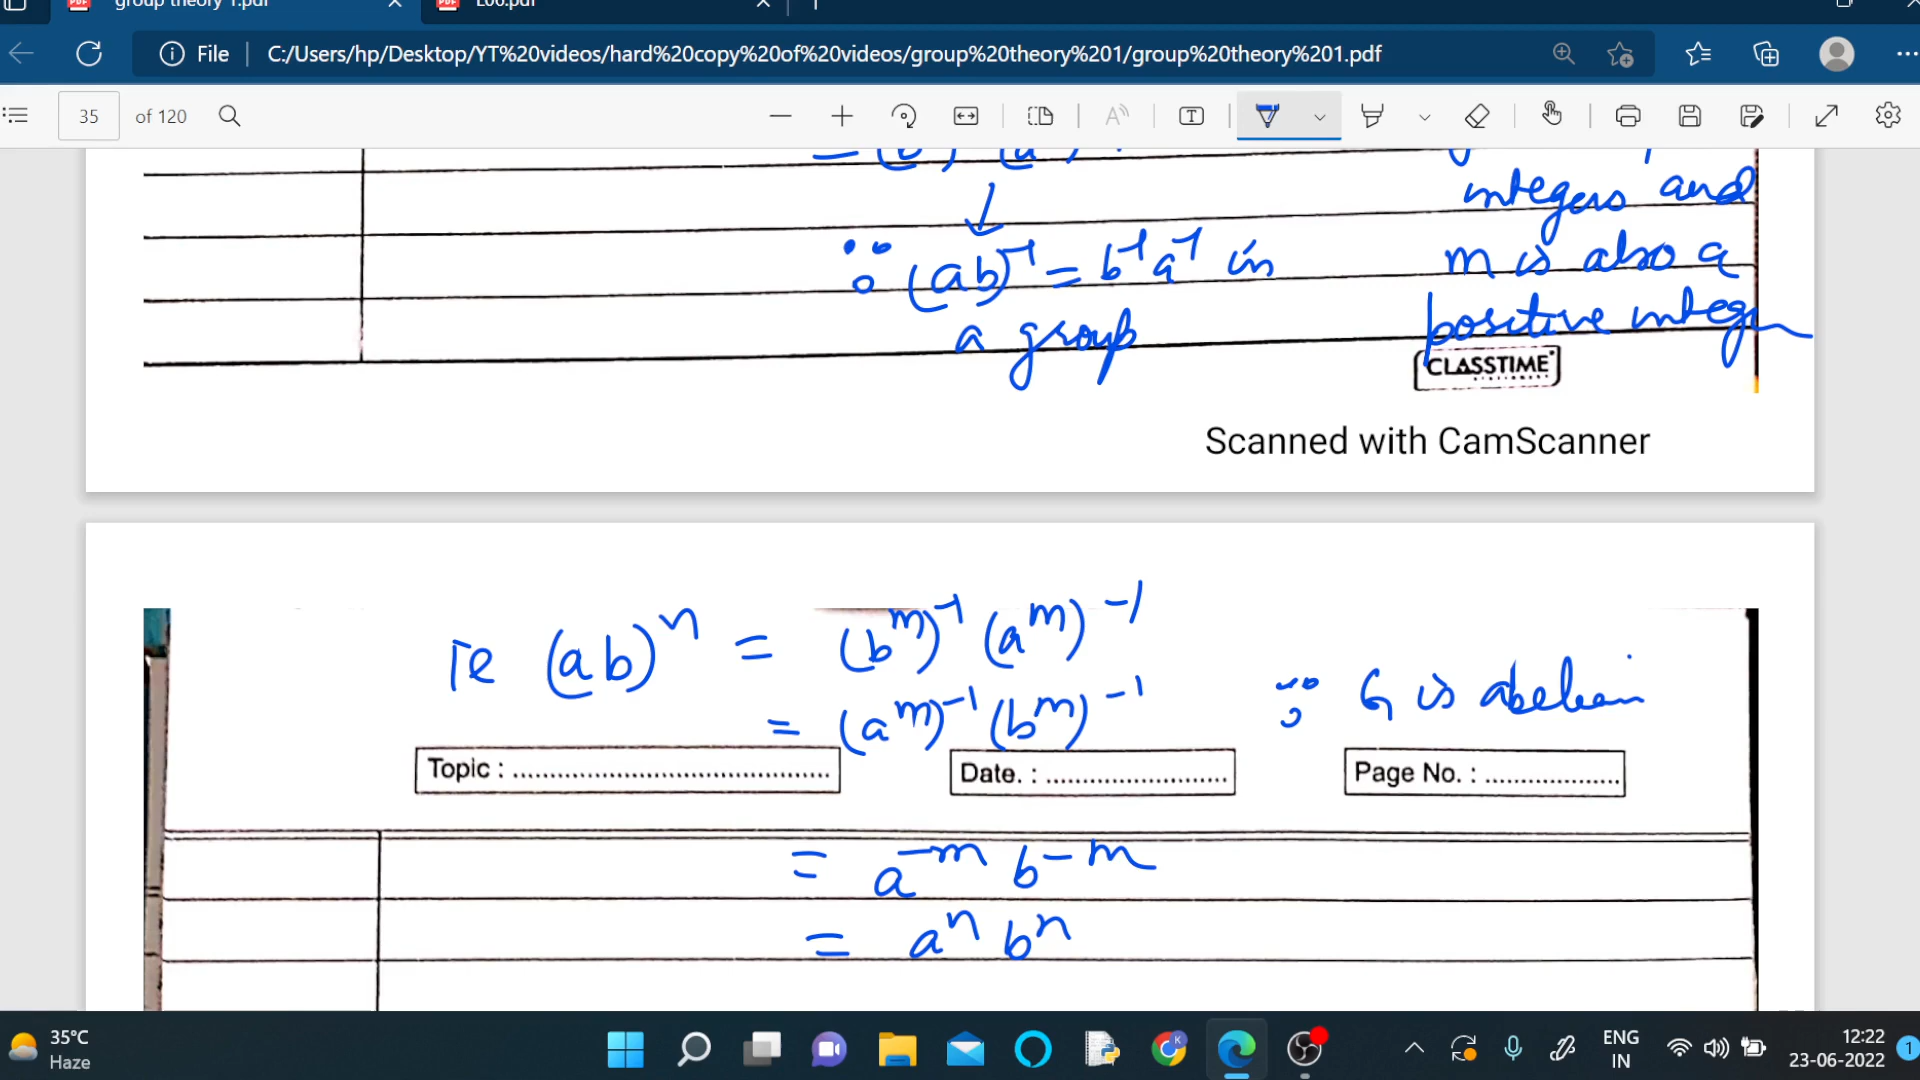 group theory 1.pdf
L06.pdf
File
C:/Users/hp/Desktop/YT%20videos/hard%20copy%20of%20videos/group%20theory%201/group%20theory%201.pdf
35 of 120
integers and
∵ (ab)⁻¹ = b⁻¹a⁻¹ in
m is also a
a group
positive integer
CLASSTIME
Scanned with CamScanner
Ie (ab)ⁿ = (bᵐ)⁻¹ (aᵐ)⁻¹
= (aᵐ)⁻¹ (bᵐ)⁻¹ ∵ G is abelian
Topic : ........................................
Date. : .......................
Page No. : .................
= a⁻ᵐ b⁻ᵐ
= aⁿ bⁿ
35°C
Haze
ENG
IN
12:22
23-06-2022
1